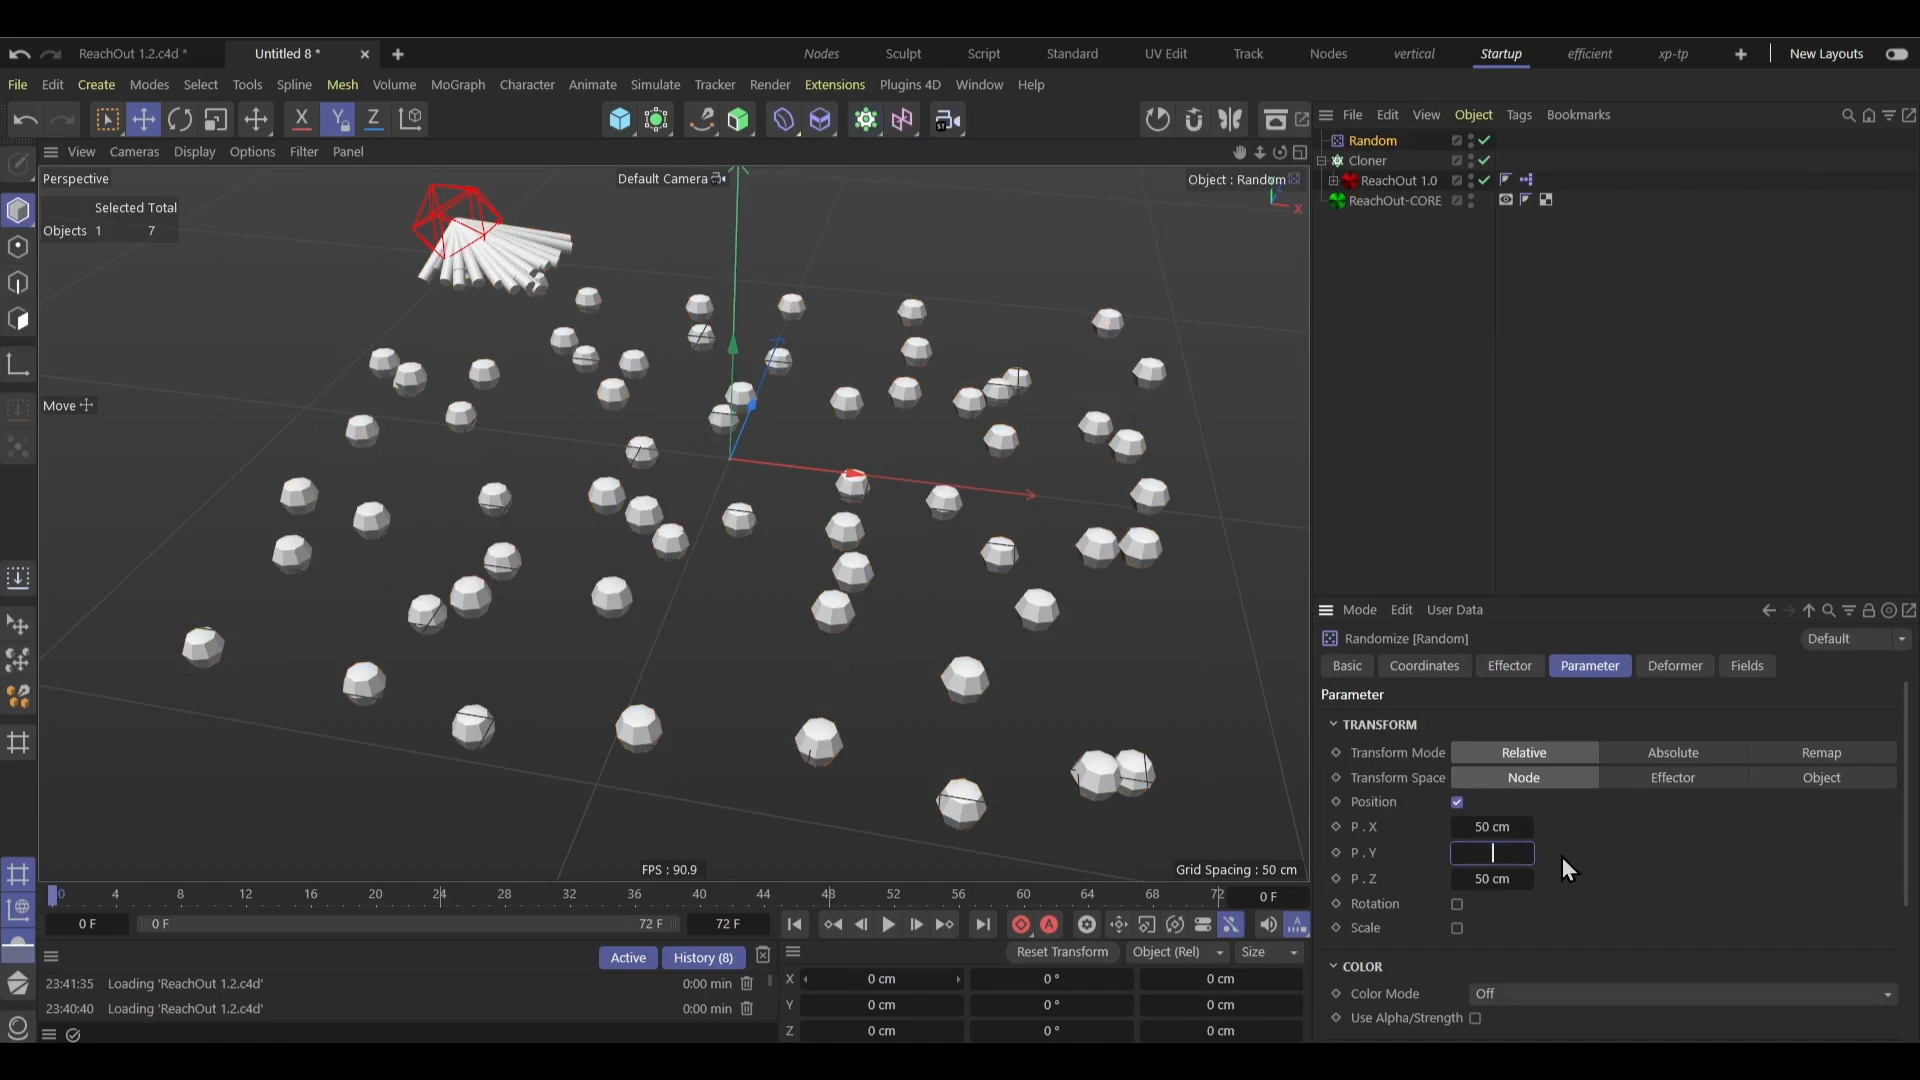 ReachOut 1.2.c4d *
Untitled 8 *
Nodes Sculpt Script Standard UV Edit Track Nodes vertical Startup efficient xp-tp New Layouts
File Edit Create Modes Select Tools Spline Mesh Volume MoGraph Character Animate Simulate Tracker Render Extensions Plugins 4D Window Help
X Y Z
File Edit View Object Tags Bookmarks
View Cameras Display Options Filter Panel
Perspective
Default Camera
Object : Random
X
Selected Total
Objects 1 7
Move
Random
Cloner
ReachOut 1.0
ReachOut-CORE
FPS : 90.9
Grid Spacing : 50 cm
Mode Edit User Data
Randomize [Random]
Default
Basic Coordinates Effector Parameter Deformer Fields
Parameter
TRANSFORM
Transform Mode Relative Absolute Remap
Transform Space Node Effector Object
Position
P . X 50 cm
P . Y
P . Z 50 cm
Rotation
Scale
COLOR
Color Mode Off
Use Alpha/Strength
0 4 8 12 16 20 24 28 32 36 40 44 48 52 56 60 64 68 72 0 F
0 F 0 F 72 F 72 F
Active History (8)
23:41:35 Loading 'ReachOut 1.2.c4d' 0:00 min
23:40:40 Loading 'ReachOut 1.2.c4d' 0:00 min
Reset Transform Object (Rel) Size
X 0 cm 0 ° 0 cm
Y 0 cm 0 ° 0 cm
Z 0 cm 0 ° 0 cm